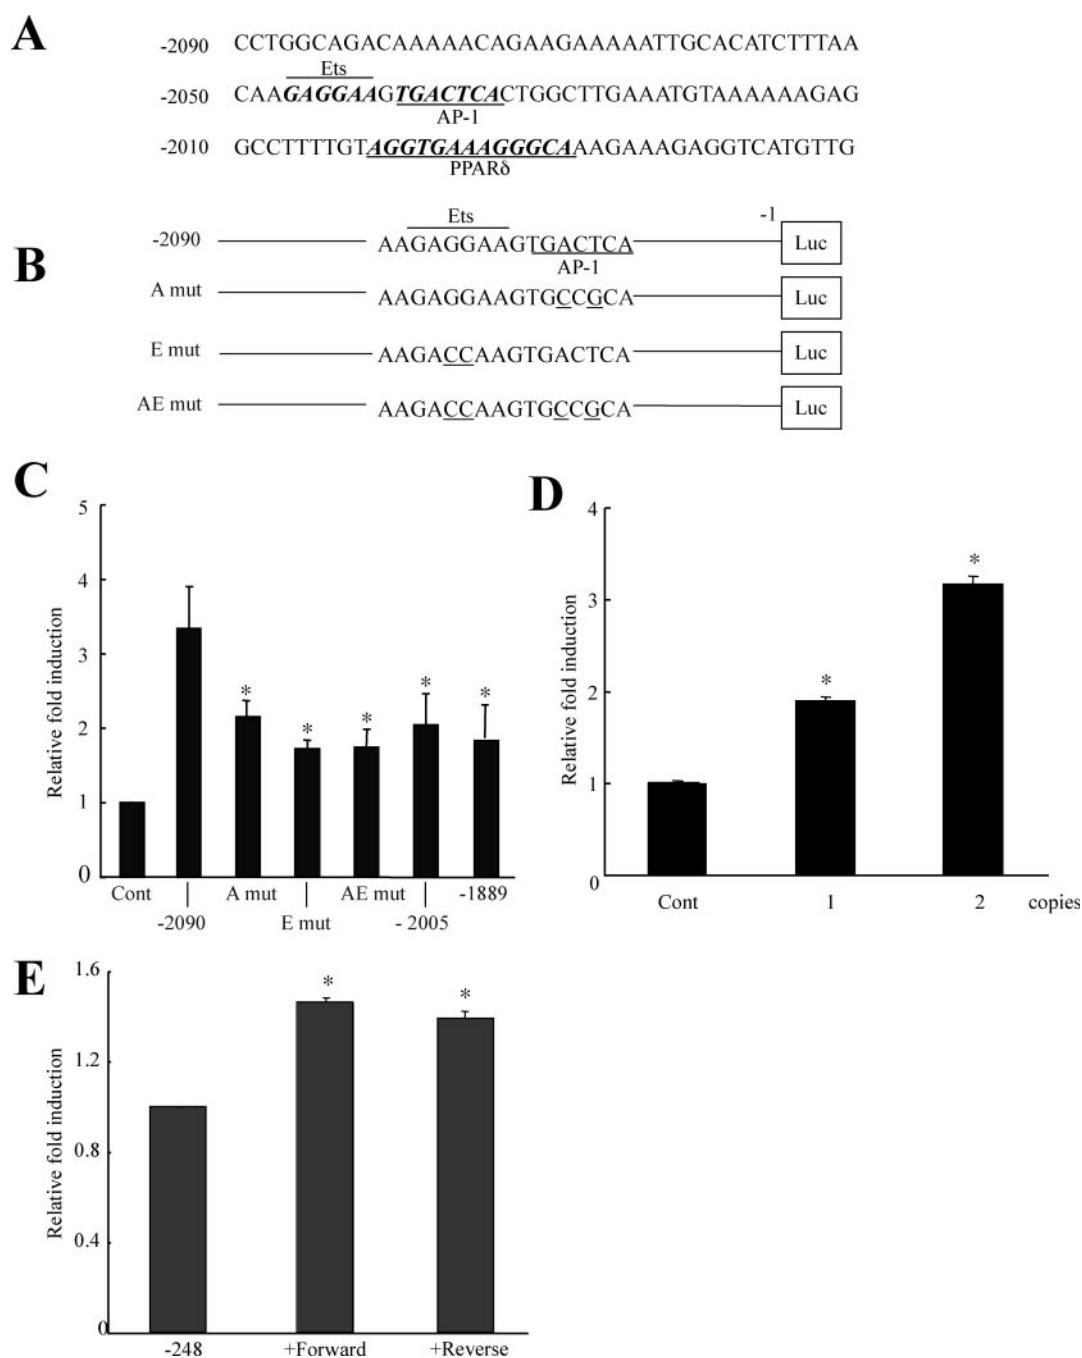 A
-2090 CCTGGCAGACAAAAACAGAAGAAAAATTGCACATCTTTAA
Ets
-2050 CAAGAGGAAGTGACTCACTGGCTTGAAATGTAAAAAAGAG
AP-1
-2010 GCCTTTTGTAGGTGAAAGGGCAAAGAAAGAGGTCATGTTG
PPARδ
B
Ets
-1
-2090 AAGAGGAAGTGACTCA Luc
AP-1
A mut AAGAGGAAGTGCCGCA Luc
E mut AAGACCAAGTGACTCA Luc
AE mut AAGACCAAGTGCCGCA Luc
C
Relative fold induction
5
4
3
2
1
0
* * * * *
Cont A mut AE mut -1889
-2090 E mut - 2005
D
Relative fold induction
4
3
2
1
0
* *
Cont 1 2 copies
E
Relative fold induction
1.6
1.2
0.8
0.4
0
* *
-248 +Forward +Reverse